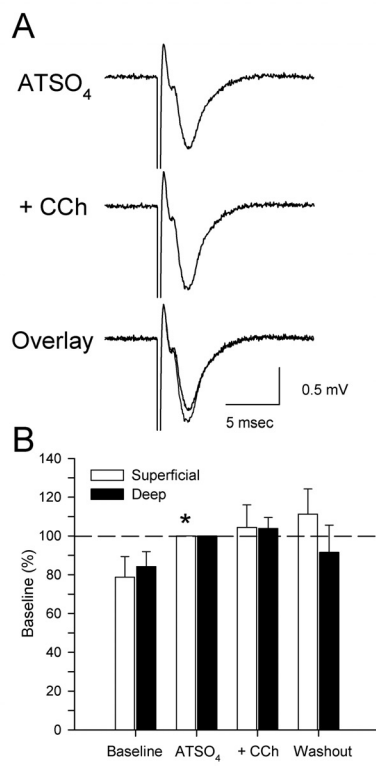 A
ATSO4
+ CCh
Overlay
0.5 mV
5 msec
B
140
120
100
80
60
40
20
0
Baseline (%)
Superficial
Deep
*
Baseline ATSO4 + CCh Washout